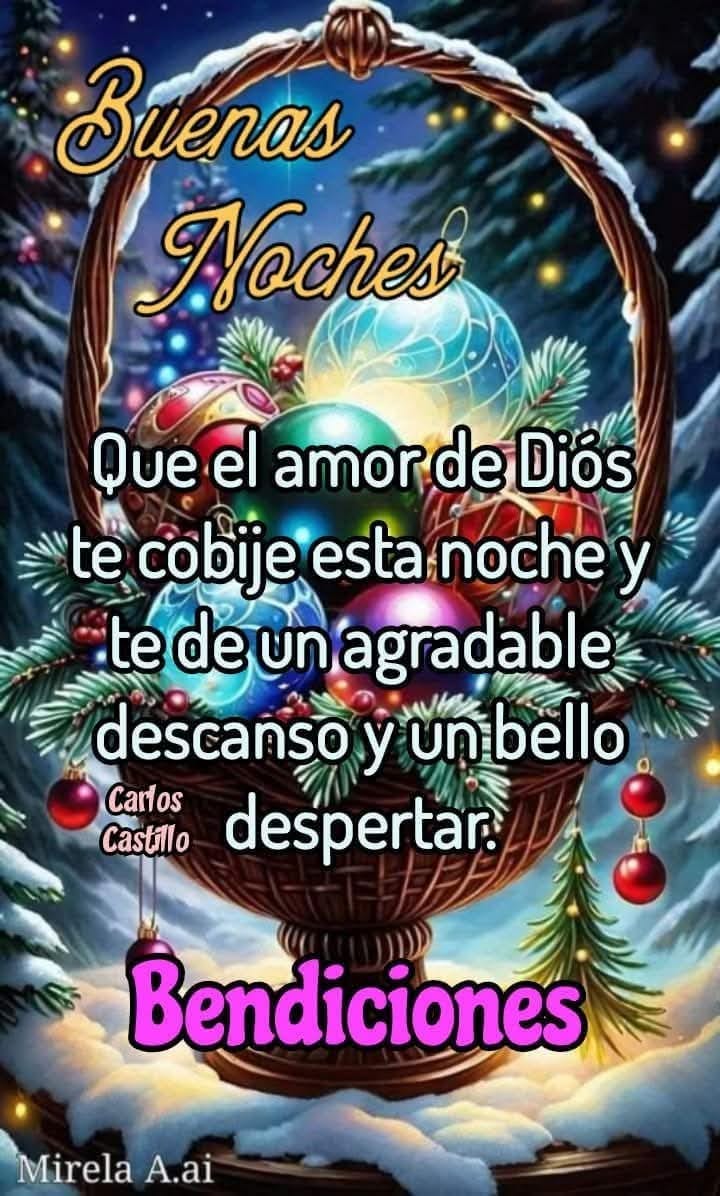 Buenas
Noches
Que el amor de Diós
te cobije esta noche y
te de un agradable
descanso y un bello
despertar.
Carlos
Castillo
Bendiciones
Mirela A.ai